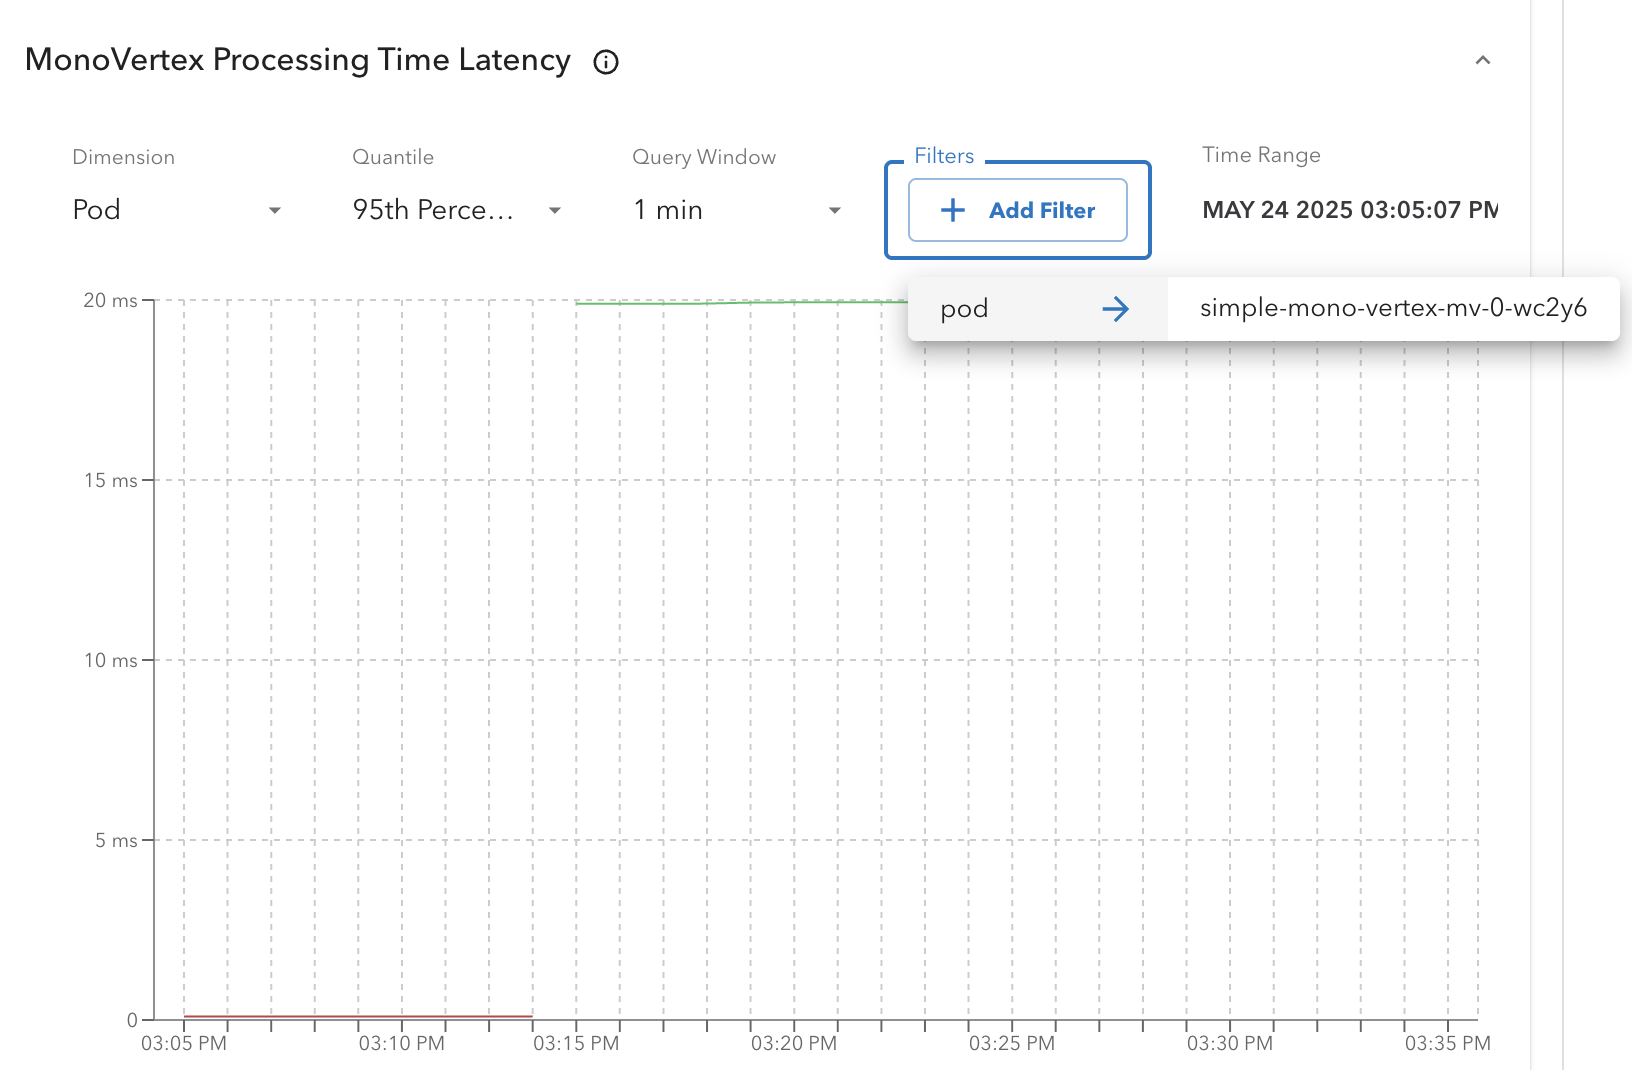 MonoVertex Processing Time Latency
Dimension
Quantile
Query Window
Filters
Time Range
Pod
95th Perce...
1 min
Add Filter
MAY 24 2025 03:05:07 PM
pod
simple-mono-vertex-mv-0-wc2y6
20 ms
15 ms
10 ms
5 ms
0
03:05 PM
03:10 PM
03:15 PM
03:20 PM
03:25 PM
03:30 PM
03:35 PM